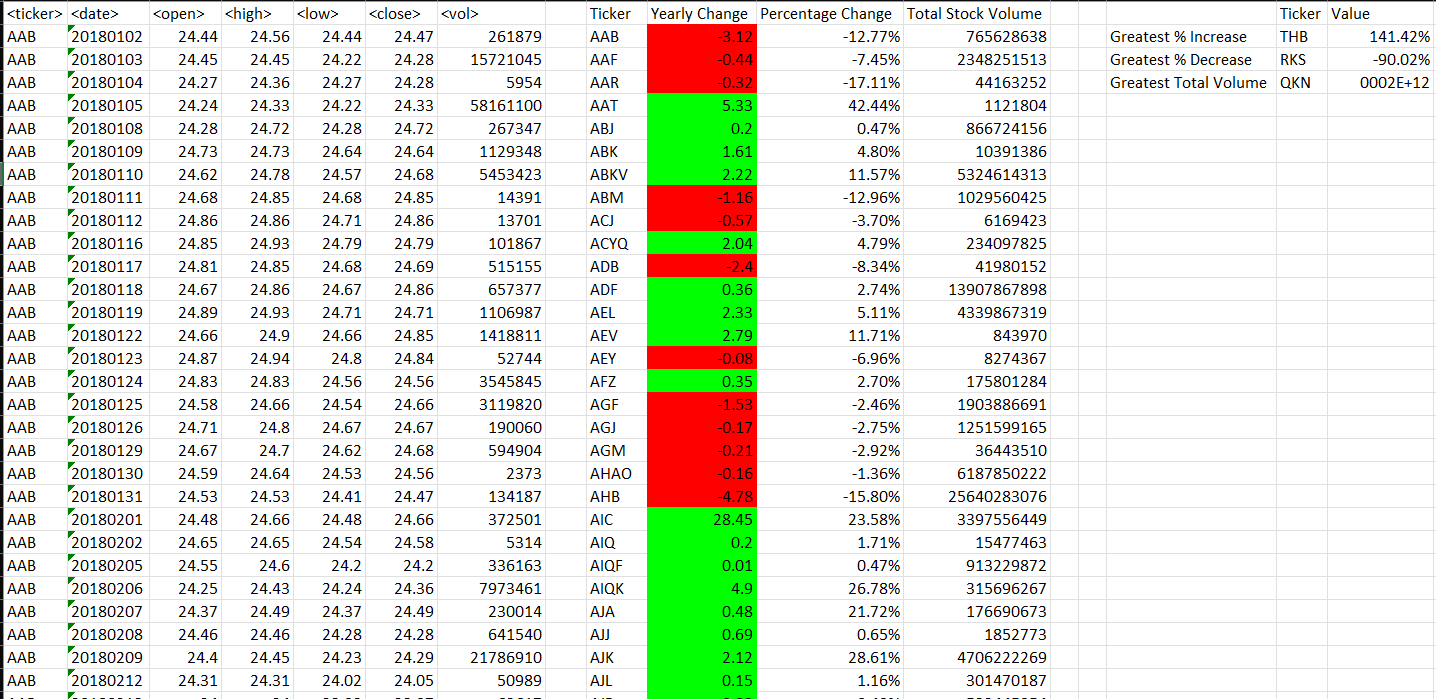 <ticker> <date> <open> <high> <low> <close> <vol> Ticker Yearly Change Percentage Change Total Stock Volume Ticker Value
AAB 20180102 24.44 24.56 24.44 24.47 261879 AAB -3.12 -12.77% 765628638 Greatest % Increase THB 141.42%
AAB 20180103 24.45 24.45 24.22 24.28 15721045 AAF -0.44 -7.45% 2348251513 Greatest % Decrease RKS -90.02%
AAB 20180104 24.27 24.36 24.27 24.28 5954 AAR -0.32 -17.11% 44163252 Greatest Total Volume QKN 0002E+12
AAB 20180105 24.24 24.33 24.22 24.33 58161100 AAT 5.33 42.44% 1121804
AAB 20180108 24.28 24.72 24.28 24.72 267347 ABJ 0.2 0.47% 866724156
AAB 20180109 24.73 24.73 24.64 24.64 1129348 ABK 1.61 4.80% 10391386
AAB 20180110 24.62 24.78 24.57 24.68 5453423 ABKV 2.22 11.57% 5324614313
AAB 20180111 24.68 24.85 24.68 24.85 14391 ABM -1.16 -12.96% 1029560425
AAB 20180112 24.86 24.86 24.71 24.86 13701 ACJ -0.57 -3.70% 6169423
AAB 20180116 24.85 24.93 24.79 24.79 101867 ACYQ 2.04 4.79% 234097825
AAB 20180117 24.81 24.85 24.68 24.69 515155 ADB -2.4 -8.34% 41980152
AAB 20180118 24.67 24.86 24.67 24.86 657377 ADF 0.36 2.74% 13907867898
AAB 20180119 24.89 24.93 24.71 24.71 1106987 AEL 2.33 5.11% 4339867319
AAB 20180122 24.66 24.9 24.66 24.85 1418811 AEV 2.79 11.71% 843970
AAB 20180123 24.87 24.94 24.8 24.84 52744 AEY -0.08 -6.96% 8274367
AAB 20180124 24.83 24.83 24.56 24.56 3545845 AFZ 0.35 2.70% 175801284
AAB 20180125 24.58 24.66 24.54 24.66 3119820 AGF -1.53 -2.46% 1903886691
AAB 20180126 24.71 24.8 24.67 24.67 190060 AGJ -0.17 -2.75% 1251599165
AAB 20180129 24.67 24.7 24.62 24.68 594904 AGM -0.21 -2.92% 36443510
AAB 20180130 24.59 24.64 24.53 24.56 2373 AHAO -0.16 -1.36% 6187850222
AAB 20180131 24.53 24.53 24.41 24.47 134187 AHB -4.78 -15.80% 25640283076
AAB 20180201 24.48 24.66 24.48 24.66 372501 AIC 28.45 23.58% 3397556449
AAB 20180202 24.65 24.65 24.54 24.58 5314 AIQ 0.2 1.71% 15477463
AAB 20180205 24.55 24.6 24.2 24.2 336163 AIQF 0.01 0.47% 913229872
AAB 20180206 24.25 24.43 24.24 24.36 7973461 AIQK 4.9 26.78% 315696267
AAB 20180207 24.37 24.49 24.37 24.49 230014 AJA 0.48 21.72% 176690673
AAB 20180208 24.46 24.46 24.28 24.28 641540 AJJ 0.69 0.65% 1852773
AAB 20180209 24.4 24.45 24.23 24.29 21786910 AJK 2.12 28.61% 4706222269
AAB 20180212 24.31 24.31 24.02 24.05 50989 AJL 0.15 1.16% 301470187